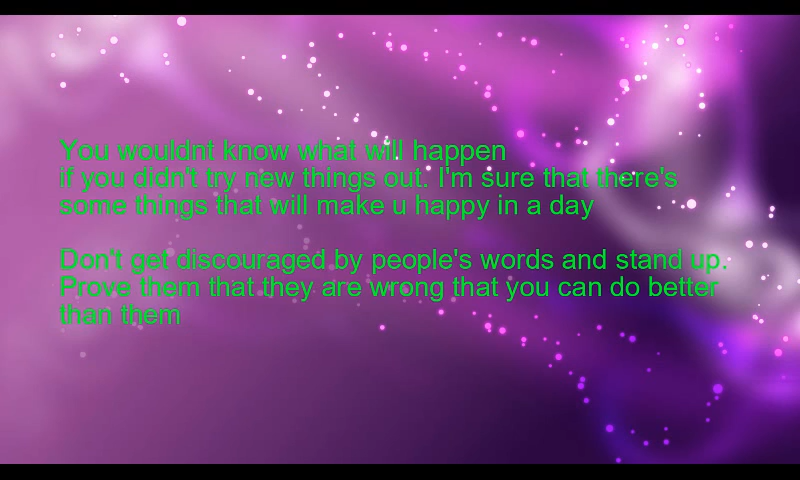 You wouldnt know what will happen
if you didn't try new things out. I'm sure that there's
some things that will make u happy in a day
Don't get discouraged by people's words and stand up.
Prove them that they are wrong that you can do better
than them